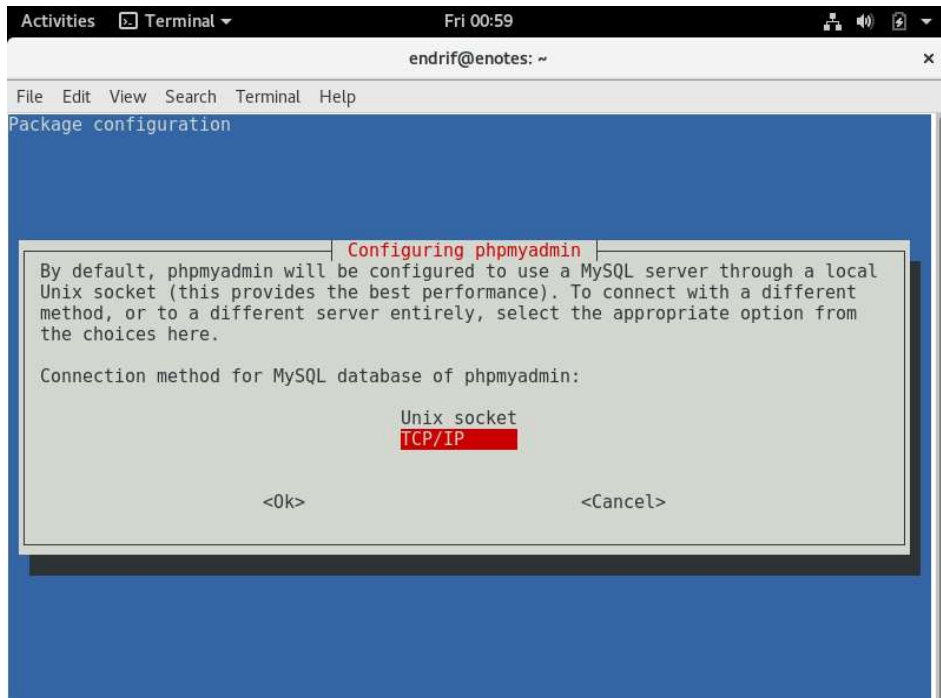 Activities Terminal Fri 00:59
endrif@enotes: ~ ×
File Edit View Search Terminal Help
Package configuration
Configuring phpmyadmin
By default, phpmyadmin will be configured to use a MySQL server through a local
Unix socket (this provides the best performance). To connect with a different
method, or to a different server entirely, select the appropriate option from
the choices here.
Connection method for MySQL database of phpmyadmin:
Unix socket
TCP/IP
<Ok> <Cancel>